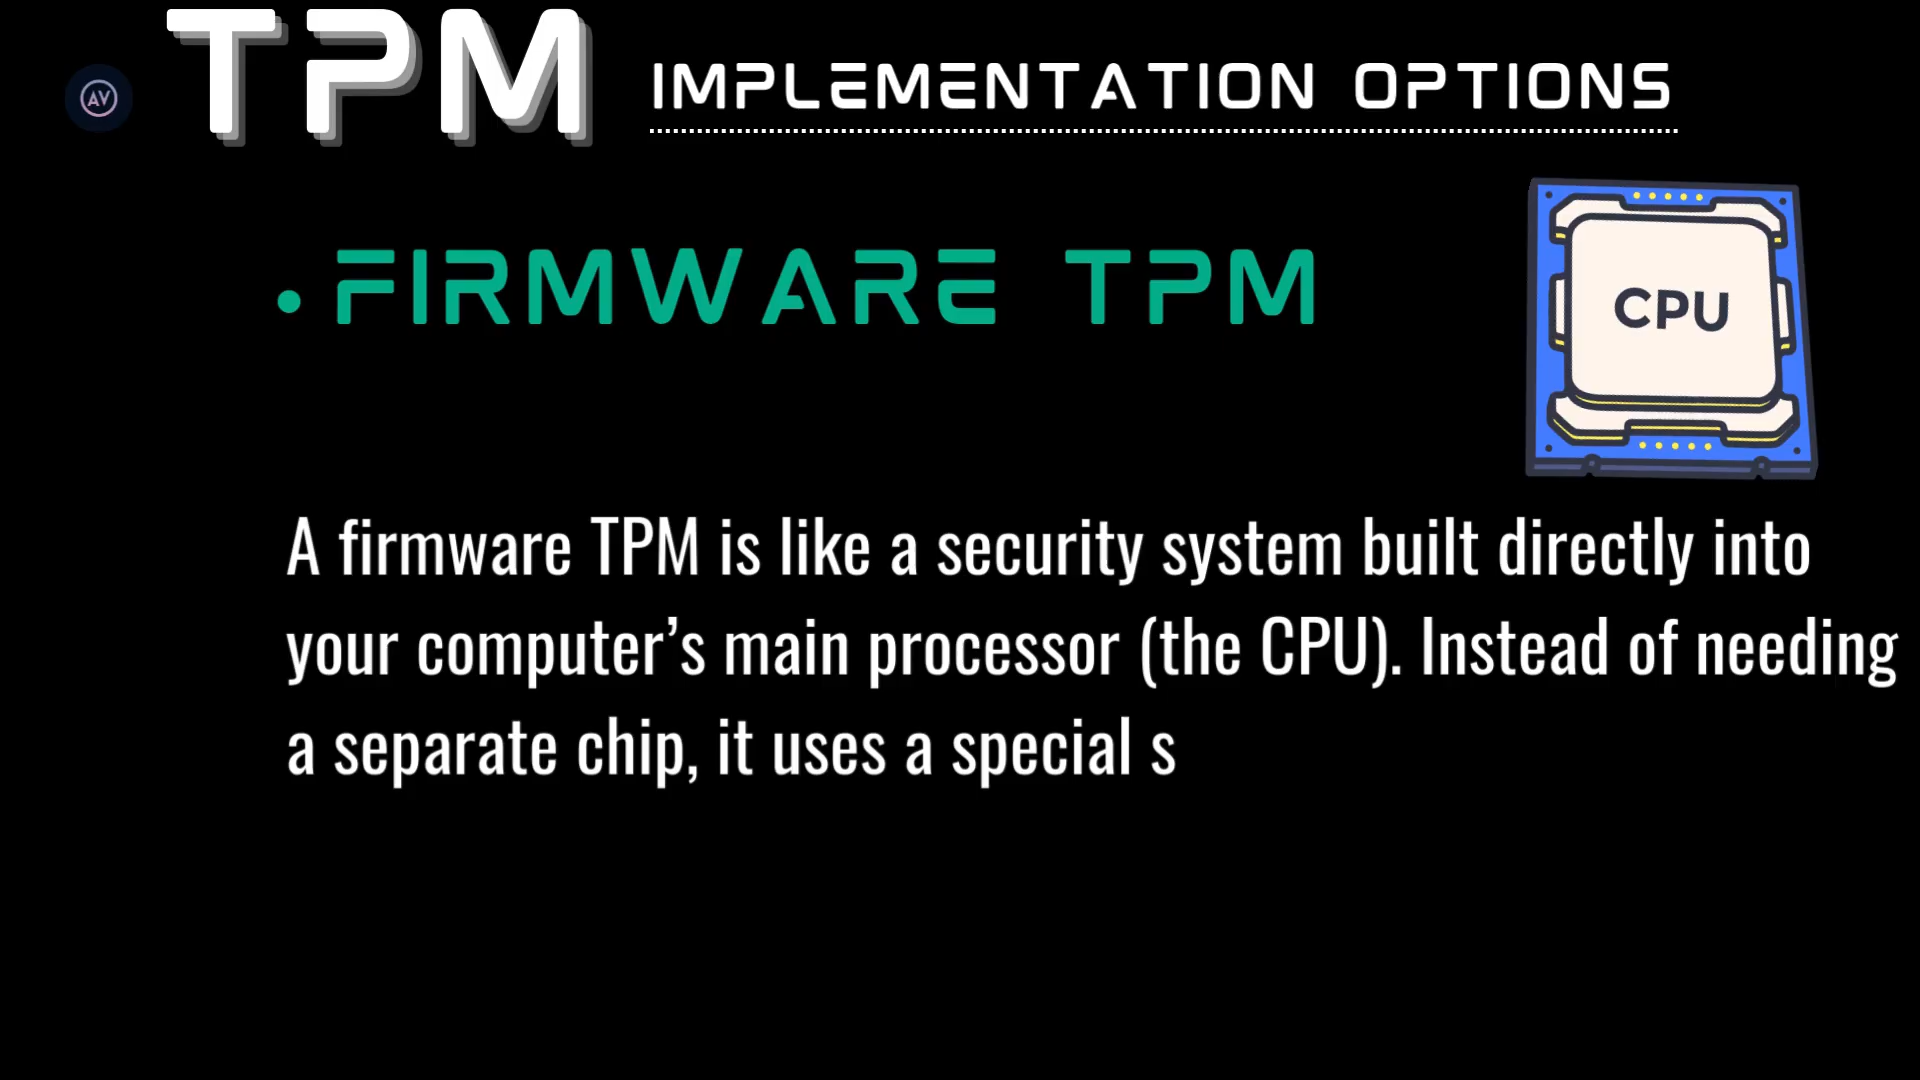 AV
TPM IMPLEMENTATION OPTIONS
• FIRMWARE TPM
CPU
A firmware TPM is like a security system built directly into
your computer’s main processor (the CPU). Instead of needing
a separate chip, it uses a special s